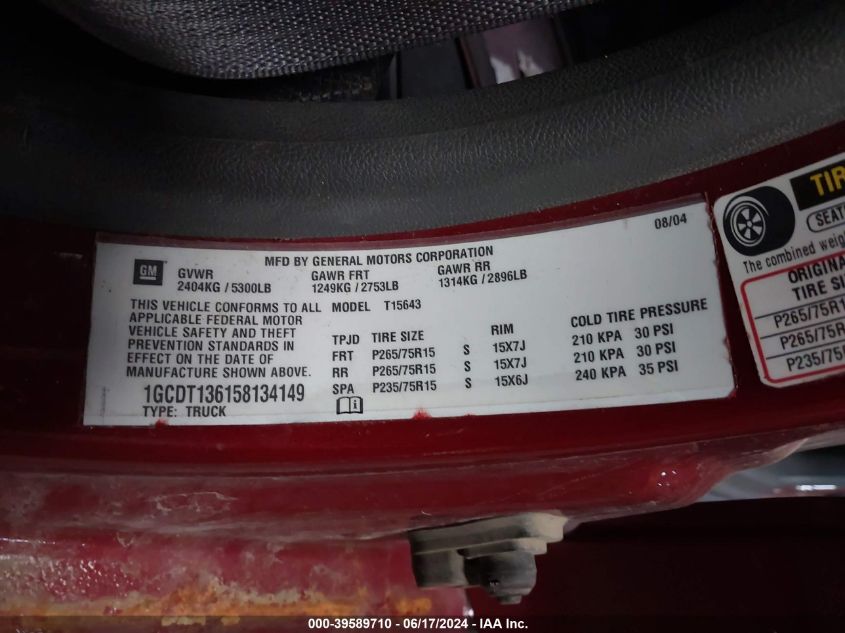 08/04
MFD BY GENERAL MOTORS CORPORATION
GM
GVWR GAWR FRT GAWR RR
2404KG / 5300LB 1249KG / 2753LB 1314KG / 2896LB
THIS VEHICLE CONFORMS TO ALL MODEL T15643
APPLICABLE FEDERAL MOTOR
VEHICLE SAFETY AND THEFT
PREVENTION STANDARDS IN
EFFECT ON THE DATE OF
MANUFACTURE SHOWN ABOVE.
TPJD TIRE SIZE RIM COLD TIRE PRESSURE
FRT P265/75R15 S 15X7J 210 KPA 30 PSI
RR P265/75R15 S 15X7J 210 KPA 30 PSI
SPA P235/75R15 S 15X6J 240 KPA 35 PSI
1GCDT136158134149
TYPE: TRUCK
TIR
SEAT
The combined weig
ORIGINA
TIRE SI
P265/75R1
P265/75R
P235/75
000-39589710 - 06/17/2024 - IAA Inc.